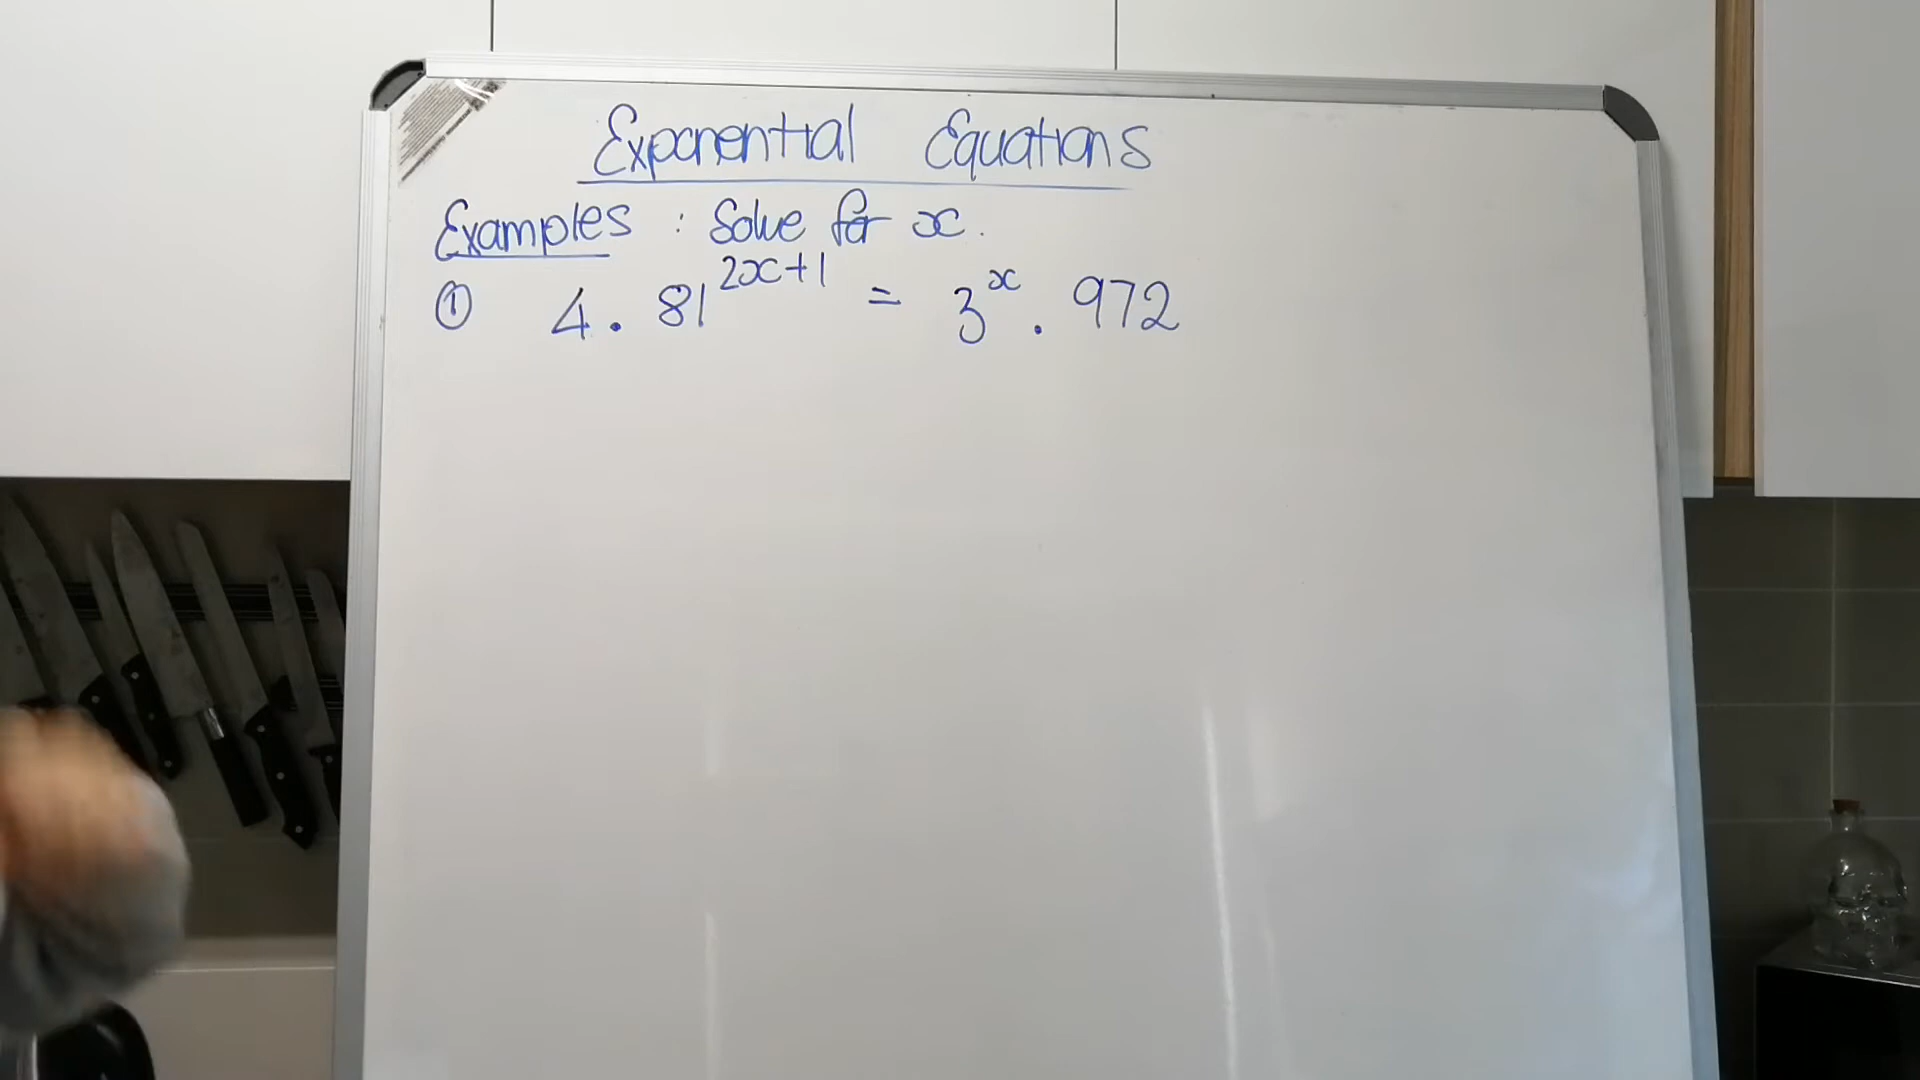 Exponential Equations
Examples : Solve for x.
① 4. 81^{2x+1} = 3^x . 972